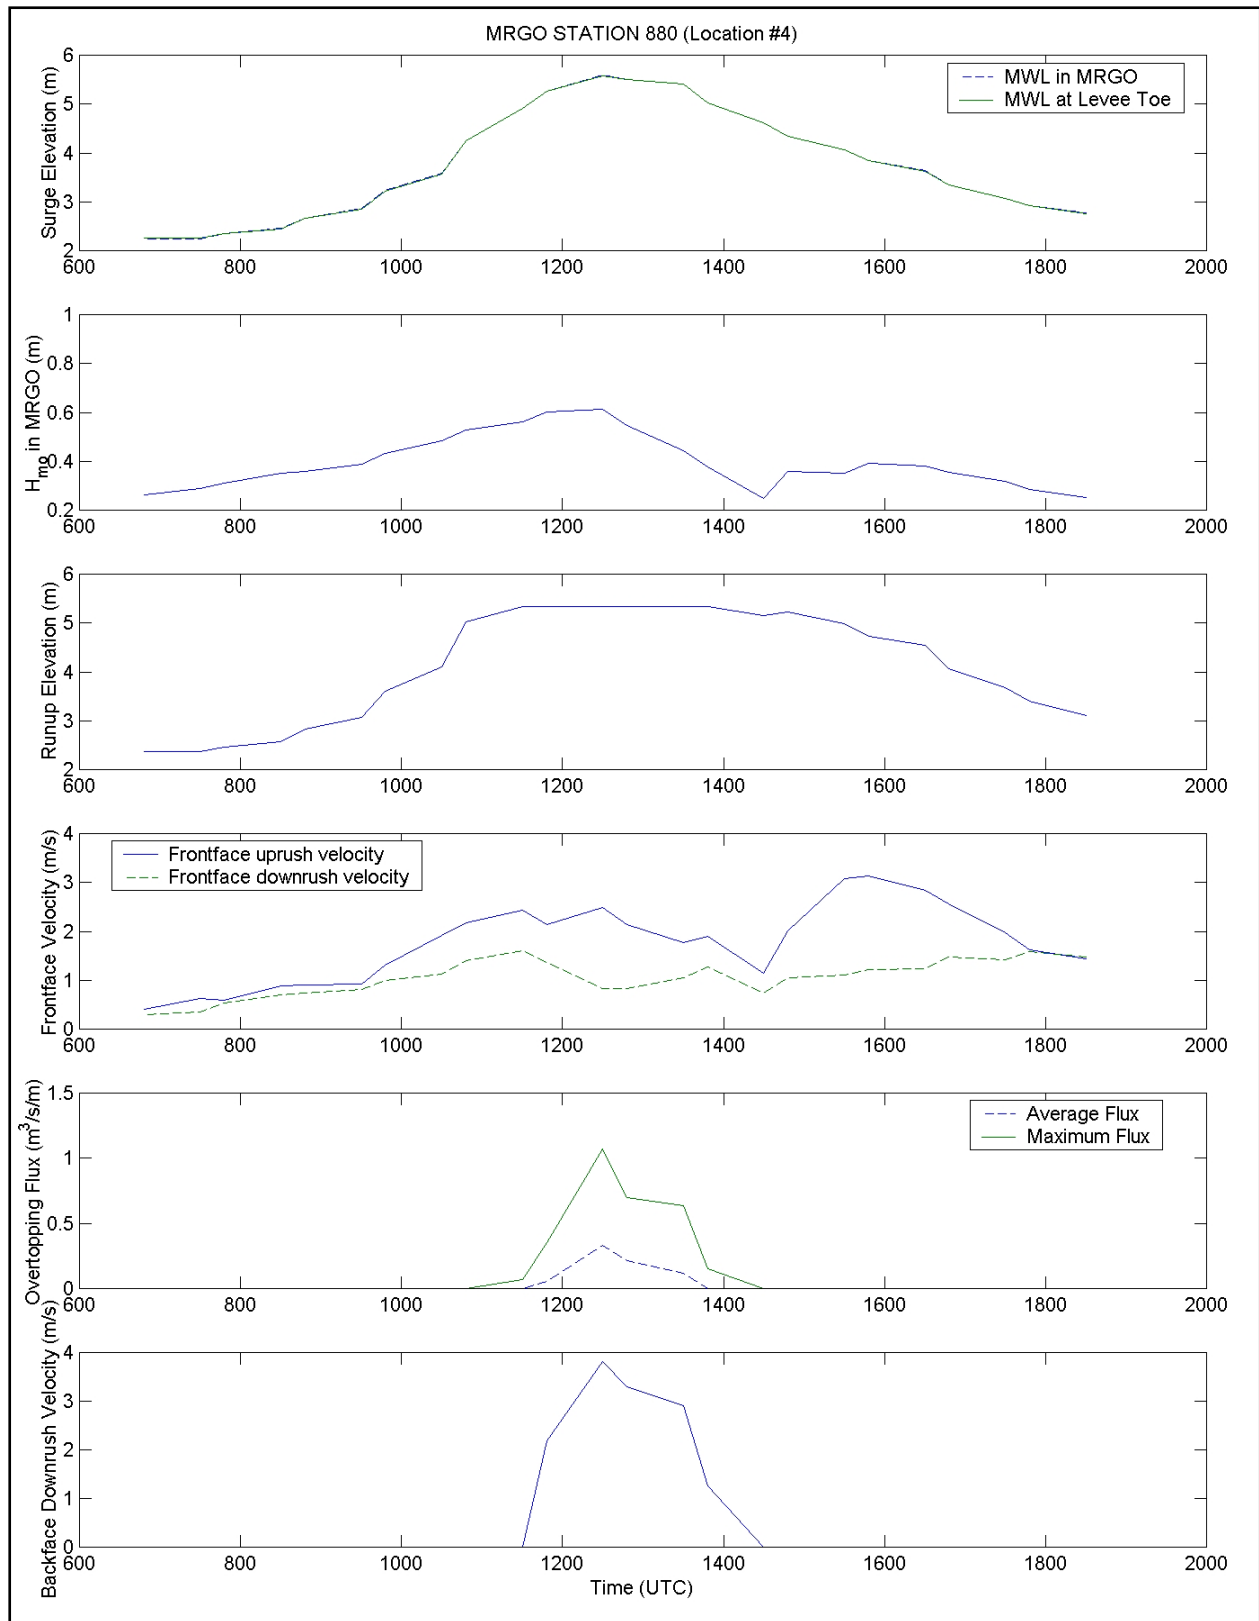 MRGO STATION 880 (Location #4)
Surge Elevation (m)
6
5
4
3
2
MWL in MRGO
MWL at Levee Toe
600 800 1000 1200 1400 1600 1800 2000
Hmo in MRGO (m)
1
0.8
0.6
0.4
0.2
600 800 1000 1200 1400 1600 1800 2000
Runup Elevation (m)
6
5
4
3
2
600 800 1000 1200 1400 1600 1800 2000
Frontface Velocity (m/s)
4
3
2
1
0
Frontface uprush velocity
Frontface downrush velocity
600 800 1000 1200 1400 1600 1800 2000
Overtopping Flux (m³/s/m)
1.5
1
0.5
0
Average Flux
Maximum Flux
600 800 1000 1200 1400 1600 1800 2000
Backface Downrush Velocity (m/s)
4
3
2
1
0
600 800 1000 1200 1400 1600 1800 2000
Time (UTC)